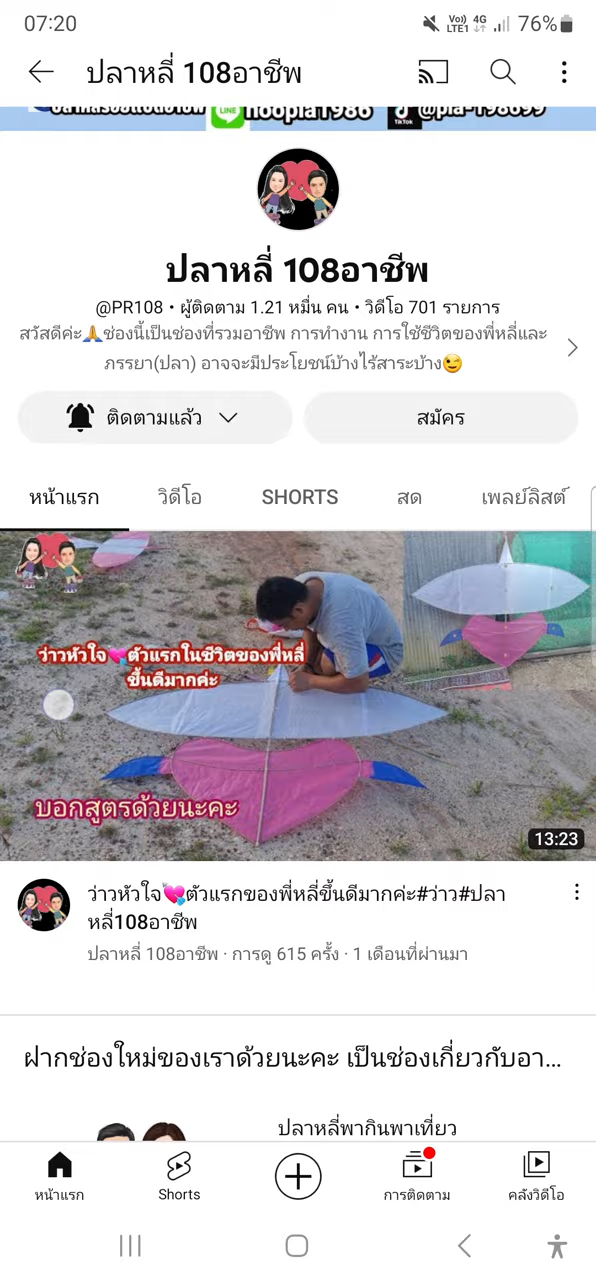 07:20
Vo)) LTE1 4G 76%
ปลาหลี่ 108อาชีพ
LINE noopla1986 TikTok @pla-198699
ปลาหลี่ 108อาชีพ
@PR108 • ผู้ติดตาม 1.21 หมื่น คน • วิดีโอ 701 รายการ
สวัสดีค่ะ🙏ช่องนี้เป็นช่องที่รวมอาชีพ การทำงาน การใช้ชีวิตของพี่หลี่และ
ภรรยา(ปลา) อาจจะมีประโยชน์บ้างไร้สาระบ้าง😉
ติดตามแล้ว
สมัคร
หน้าแรก วิดีโอ SHORTS สด เพลย์ลิสต์
ว่าวหัวใจ💘ตัวแรกในชีวิตของพี่หลี่
ขึ้นดีมากค่ะ
บอกสูตรด้วยนะคะ
13:23
ว่าวหัวใจ💘ตัวแรกของพี่หลี่ขึ้นดีมากค่ะ#ว่าว#ปลา
หลี่108อาชีพ
ปลาหลี่ 108อาชีพ · การดู 615 ครั้ง · 1 เดือนที่ผ่านมา
ฝากช่องใหม่ของเราด้วยนะคะ เป็นช่องเกี่ยวกับอา...
ปลาหลี่พากินพาเที่ยว
หน้าแรก Shorts การติดตาม คลังวิดีโอ